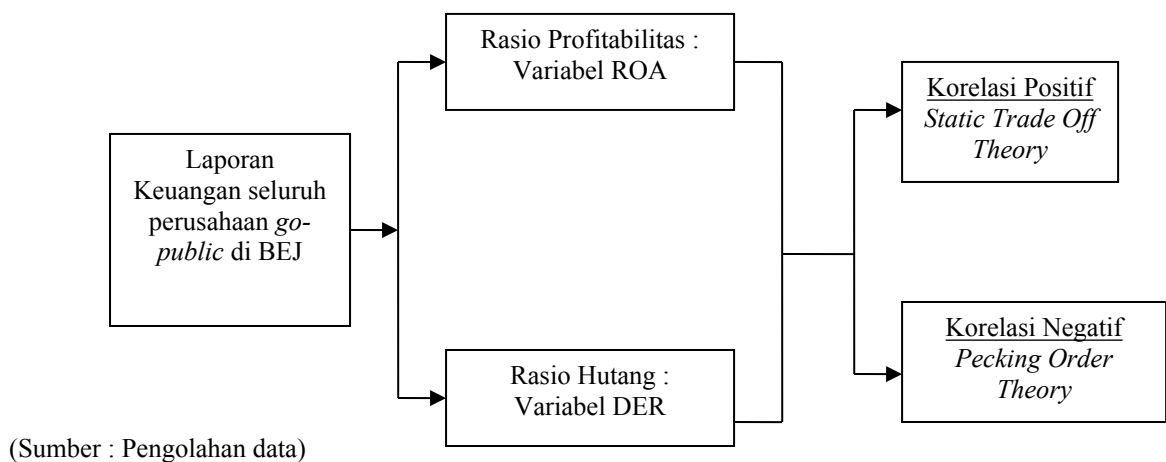 Rasio Profitabilitas :
Variabel ROA
Laporan
Keuangan seluruh
perusahaan go-
public di BEJ
Korelasi Positif
Static Trade Off
Theory
Rasio Hutang :
Variabel DER
Korelasi Negatif
Pecking Order
Theory
(Sumber : Pengolahan data)